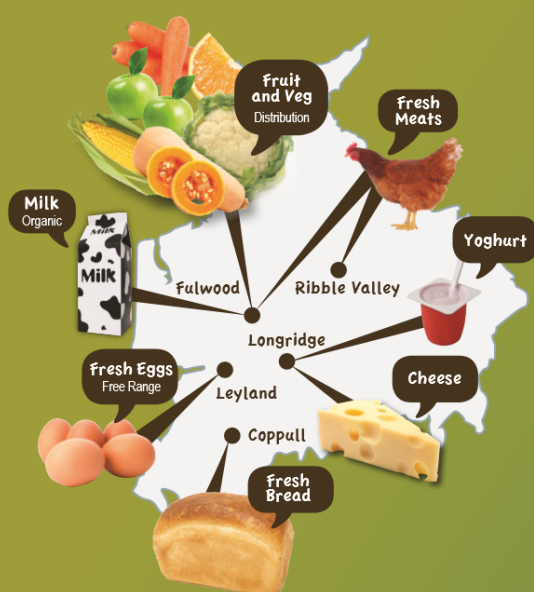 Fruit
and Veg
Distribution
Fresh
Meats
Milk
Organic
Milk
Milk
Yoghurt
Fulwood
Ribble Valley
Longridge
Fresh Eggs
Free Range
Cheese
Leyland
Coppull
Fresh
Bread